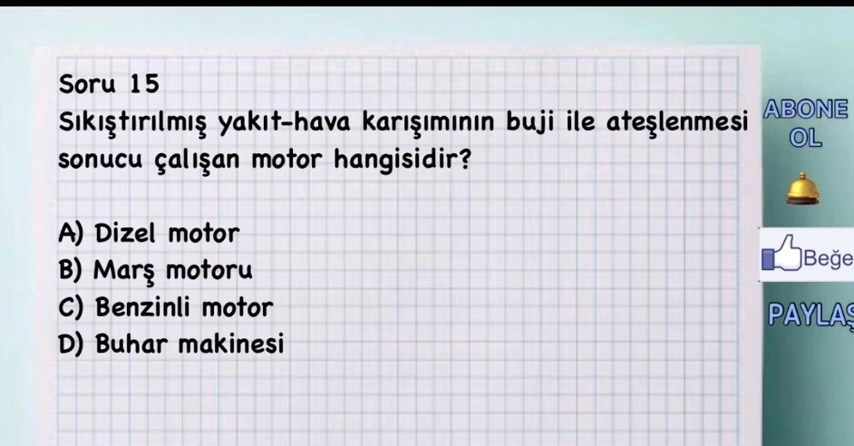 Soru 15
Sıkıştırılmış yakıt-hava karışımının buji ile ateşlenmesi
sonucu çalışan motor hangisidir?
A) Dizel motor
B) Marş motoru
C) Benzinli motor
D) Buhar makinesi
ABONE
OL
Beğe
PAYLAŞ